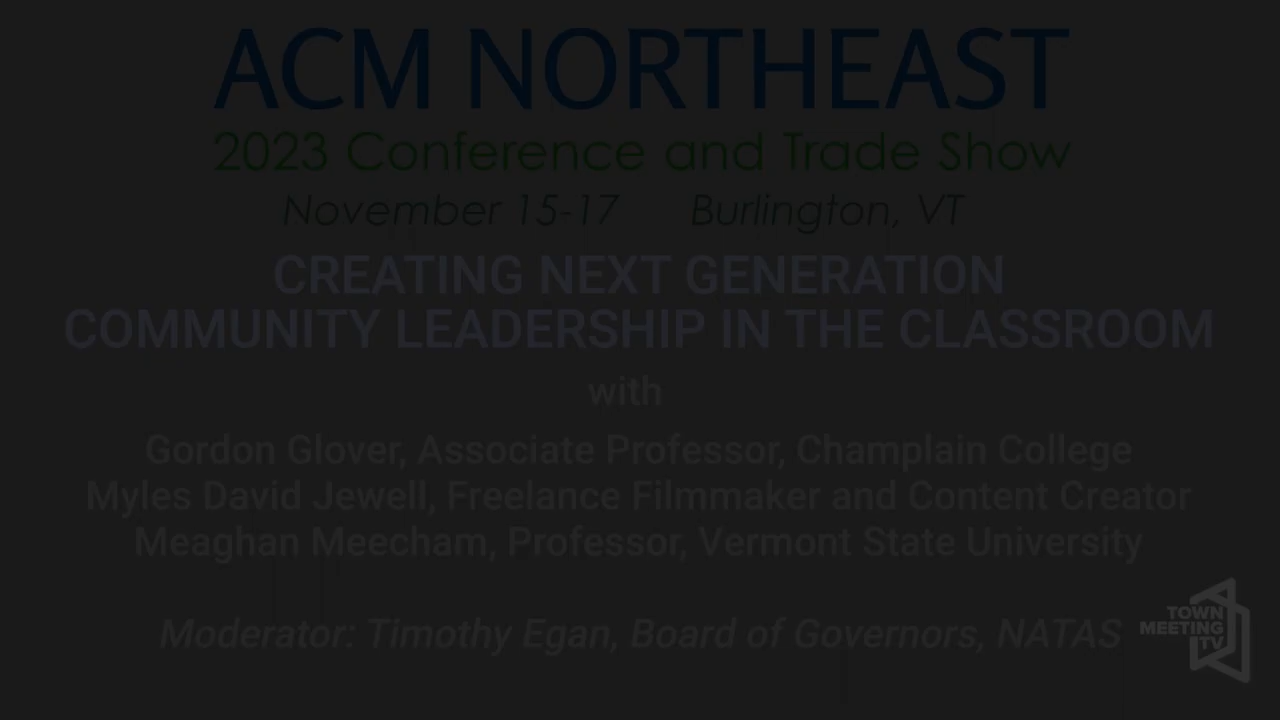 ACM NORTHEAST
2023 Conference and Trade Show
November 15-17 Burlington, VT
CREATING NEXT GENERATION
COMMUNITY LEADERSHIP IN THE CLASSROOM
with
Gordon Glover, Associate Professor, Champlain College
Myles David Jewell, Freelance Filmmaker and Content Creator
Meaghan Meecham, Professor, Vermont State University
Moderator: Timothy Egan, Board of Governors, NATAS
TOWN
MEETING
TV